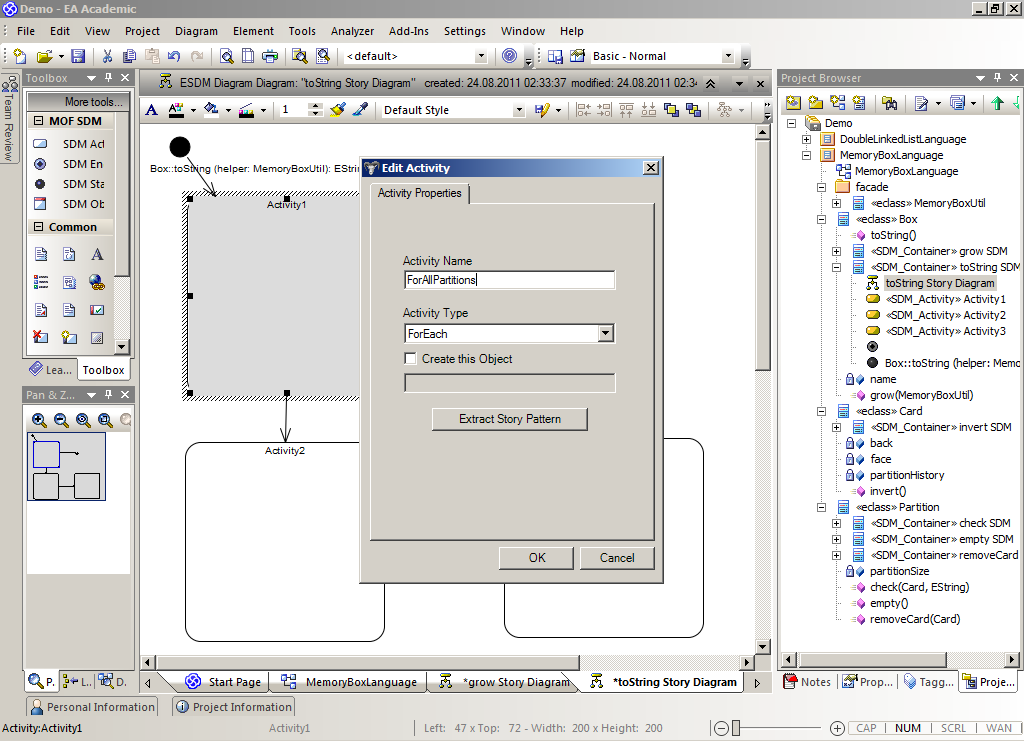 Demo - EA Academic
File Edit View Project Diagram Element Tools Analyzer Add-Ins Settings Window Help
<default> Basic - Normal
Team Review
Toolbox
More tools...
MOF SDM
SDM Act
SDM En
SDM Sta
SDM Ob
Common
Lea... Toolbox
Pan & Z...
ESDM Diagram Diagram: "toString Story Diagram" created: 24.08.2011 02:33:37 modified: 24.08.2011 02:34
1 Default Style
Box::toString (helper: MemoryBoxUtil): EStrin
Activity1
Activity2
Edit Activity
Activity Properties
Activity Name
ForAllPartitions
Activity Type
ForEach
Create this Object
Extract Story Pattern
OK Cancel
Project Browser
Demo
DoubleLinkedListLanguage
MemoryBoxLanguage
MemoryBoxLanguage
facade
«eclass» MemoryBoxUtil
«eclass» Box
toString()
«SDM_Container» grow SDM
«SDM_Container» toString SDM
toString Story Diagram
«SDM_Activity» Activity1
«SDM_Activity» Activity2
«SDM_Activity» Activity3
Box::toString (helper: Memo
name
grow(MemoryBoxUtil)
«eclass» Card
«SDM_Container» invert SDM
back
face
partitionHistory
invert()
«eclass» Partition
«SDM_Container» check SDM
«SDM_Container» empty SDM
«SDM_Container» removeCard
partitionSize
check(Card, EString)
empty()
removeCard(Card)
P. L.. D.
Start Page MemoryBoxLanguage *grow Story Diagram *toString Story Diagram
Notes Prop... Tagg... Proje...
Personal Information Project Information
Activity:Activity1 Activity1 Left: 47 x Top: 72 - Width: 200 x Height: 200 CAP NUM SCRL WAN